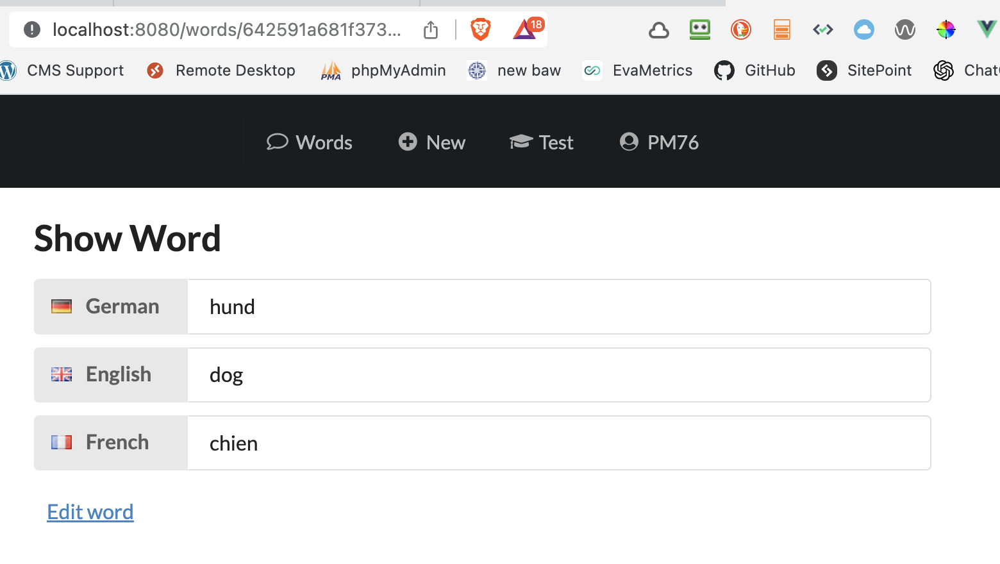 localhost:8080/words/642591a681f373... 18
CMS Support Remote Desktop PMA phpMyAdmin new baw EvaMetrics GitHub SitePoint Chat
Words New Test PM76
Show Word
German hund
English dog
French chien
Edit word